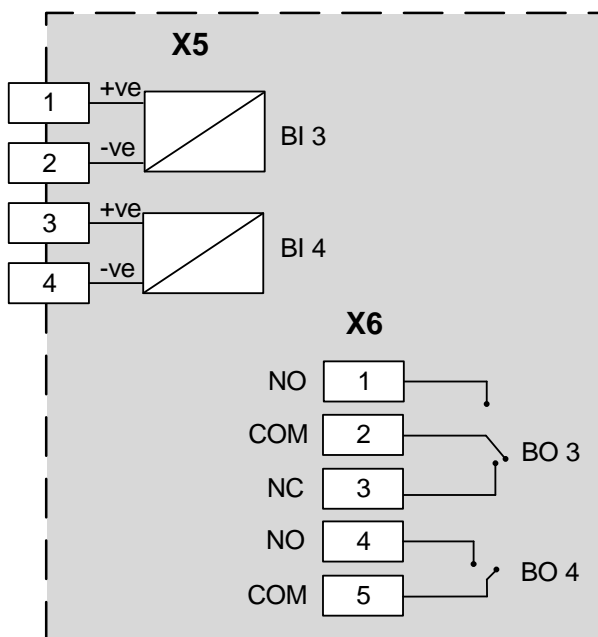 X5
1 +ve
BI 3
2 -ve
3 +ve
BI 4
4 -ve
X6
NO 1
COM 2
BO 3
NC 3
NO 4
BO 4
COM 5